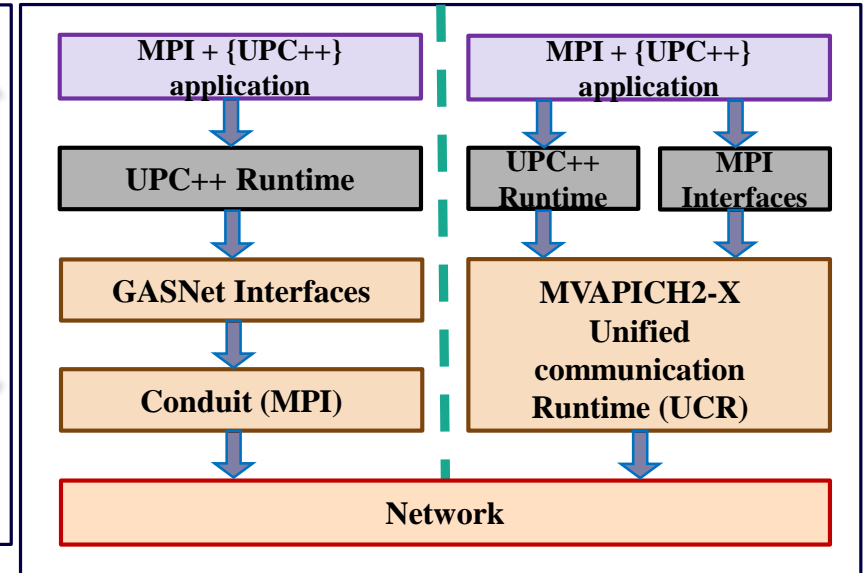 MPI + {UPC++}
application
UPC++ Runtime
GASNet Interfaces
Conduit (MPI)
MPI + {UPC++}
application
UPC++
Runtime
MPI
Interfaces
MVAPICH2-X
Unified
communication
Runtime (UCR)
Network